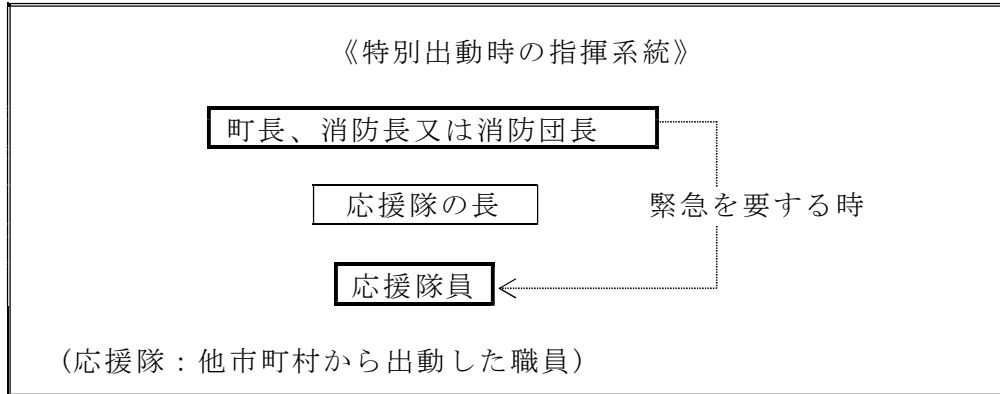 《特別出動時の指揮系統》
町長、消防長又は消防団長
応援隊の長
緊急を要する時
応援隊員
(応援隊：他市町村から出動した職員)